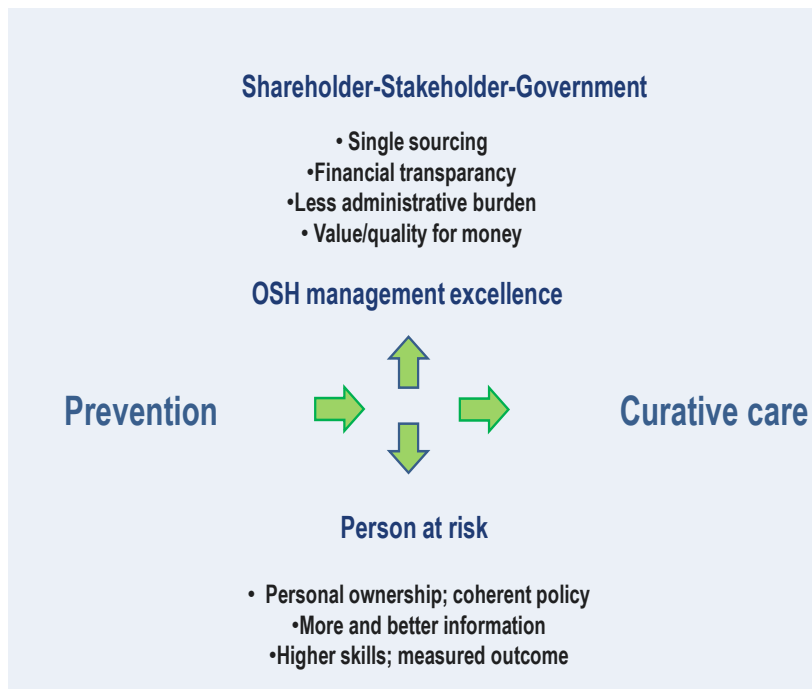 Shareholder-Stakeholder-Government
• Single sourcing
•Financial transparancy
•Less administrative burden
• Value/quality for money
OSH management excellence
Prevention
Curative care
Person at risk
• Personal ownership; coherent policy
•More and better information
•Higher skills; measured outcome